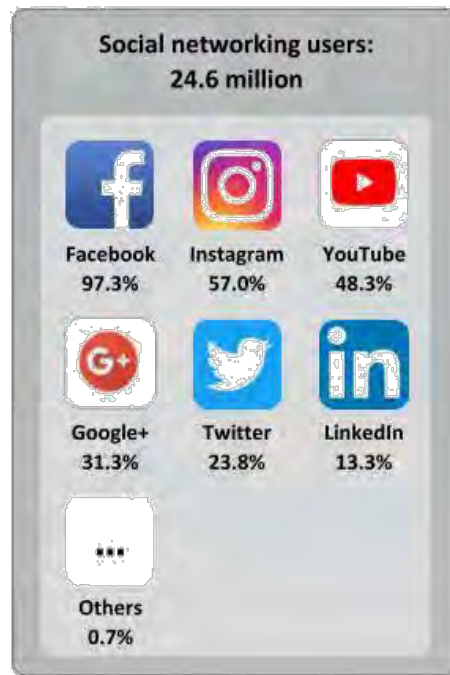 Social networking users:
24.6 million
Facebook
97.3%
Instagram
57.0%
YouTube
48.3%
G+
Google+
31.3%
Twitter
23.8%
in
LinkedIn
13.3%
Others
0.7%